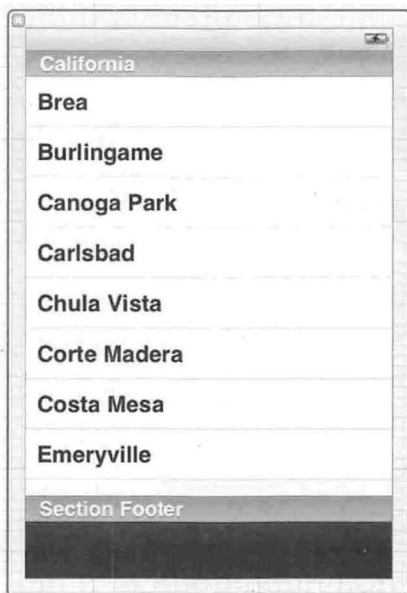 California
Brea
Burlingame
Canoga Park
Carlsbad
Chula Vista
Corte Madera
Costa Mesa
Emeryville
Section Footer